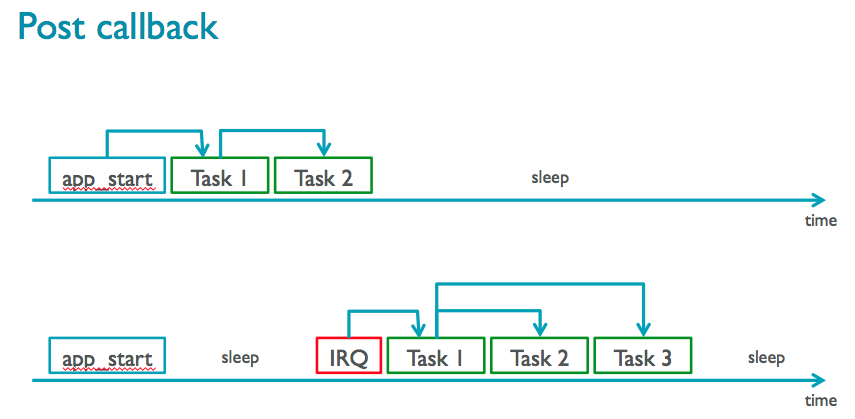 Post callback
app_start Task 1 Task 2 sleep
time
app_start sleep IRQ Task 1 Task 2 Task 3 sleep
time